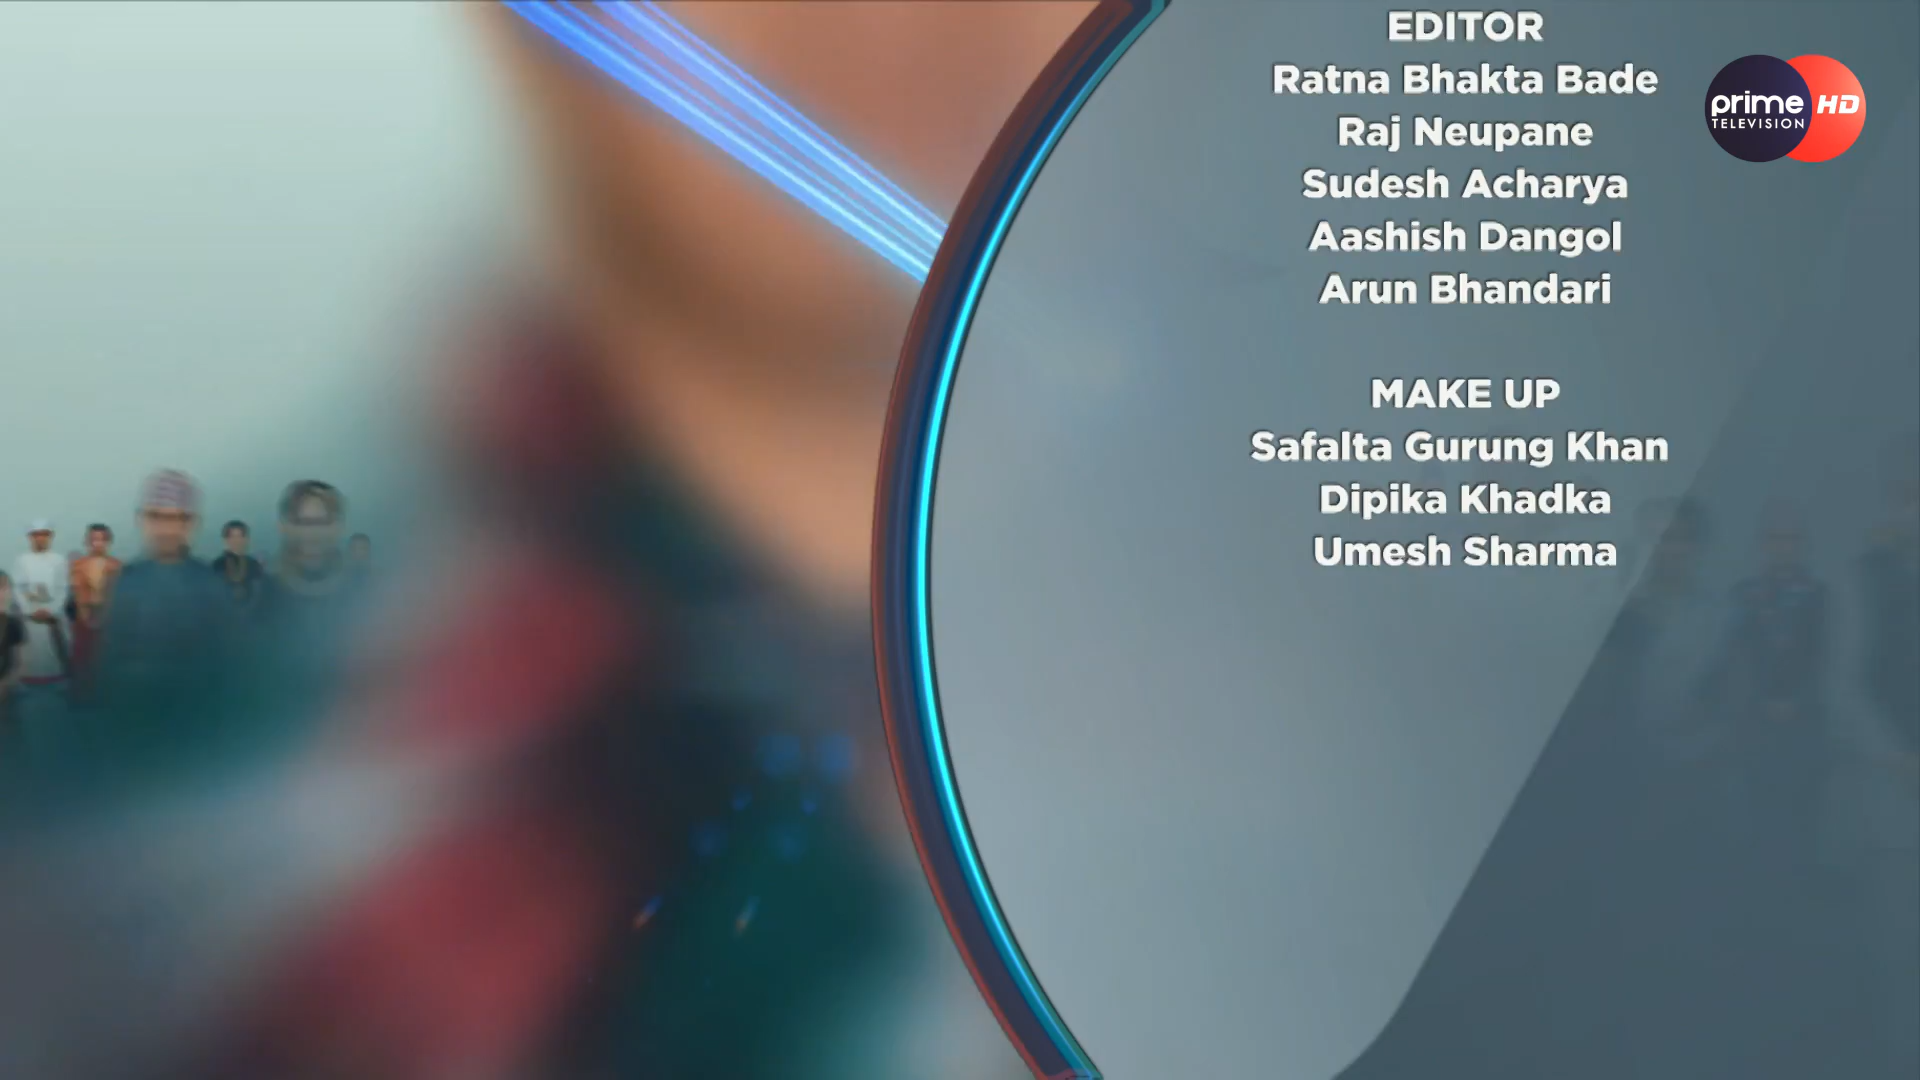 EDITOR
Ratna Bhakta Bade
Raj Neupane
Sudesh Acharya
Aashish Dangol
Arun Bhandari
MAKE UP
Safalta Gurung Khan
Dipika Khadka
Umesh Sharma
prime HD
TELEVISION